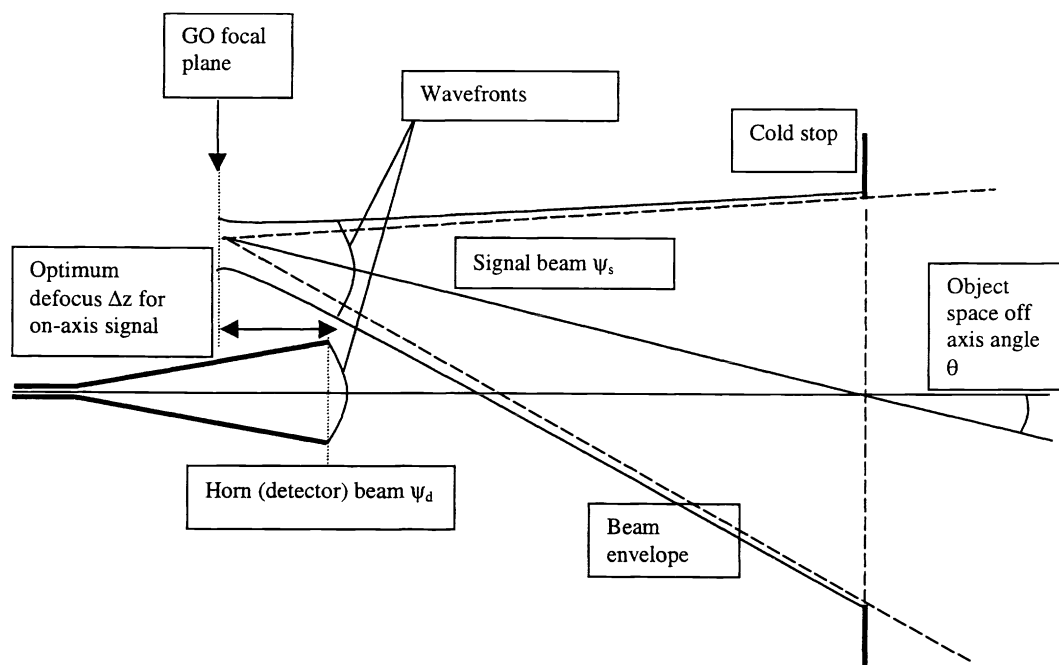 GO focal
plane
Wavefronts
Cold stop
Signal beam ψs
Optimum
defocus Δz for
on-axis signal
Object
space off
axis angle
θ
Horn (detector) beam ψd
Beam
envelope